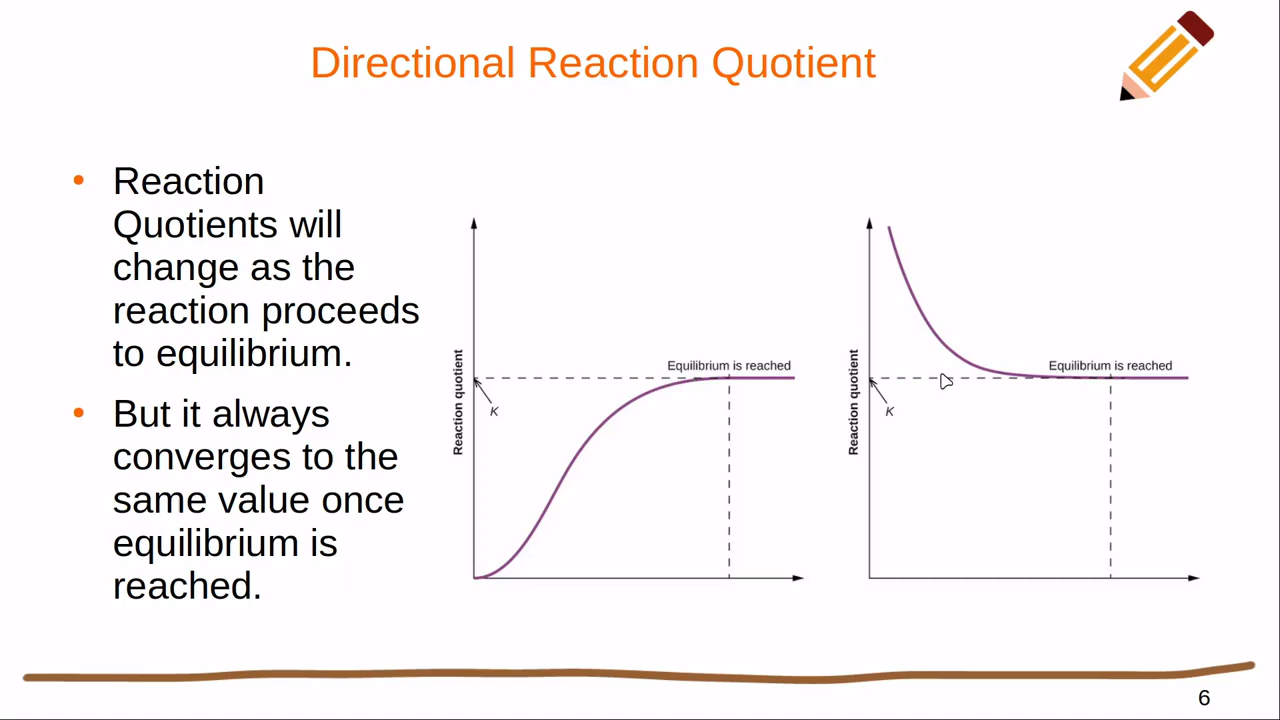 Directional Reaction Quotient
• Reaction
Quotients will
change as the
reaction proceeds
to equilibrium.
• But it always
converges to the
same value once
equilibrium is
reached.
Reaction quotient
Equilibrium is reached
K
Reaction quotient
Equilibrium is reached
K
6